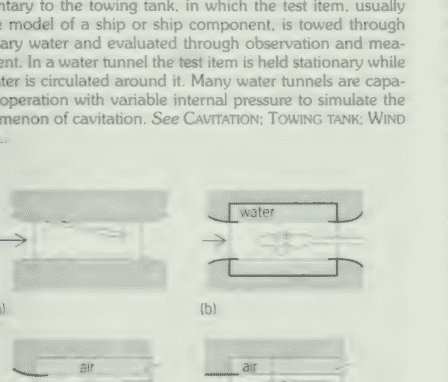 ntary to the towing tank, in which the test item, usually
model of a ship or ship component, is towed through
ary water and evaluated through observation and mea-
ent. In a water tunnel the test item is held stationary while
ter is circulated around it. Many water tunnels are capa-
operation with variable internal pressure to simulate the
menon of cavitation. See CAVITATION; TOWING TANK; WIND
water
(b)
air
air